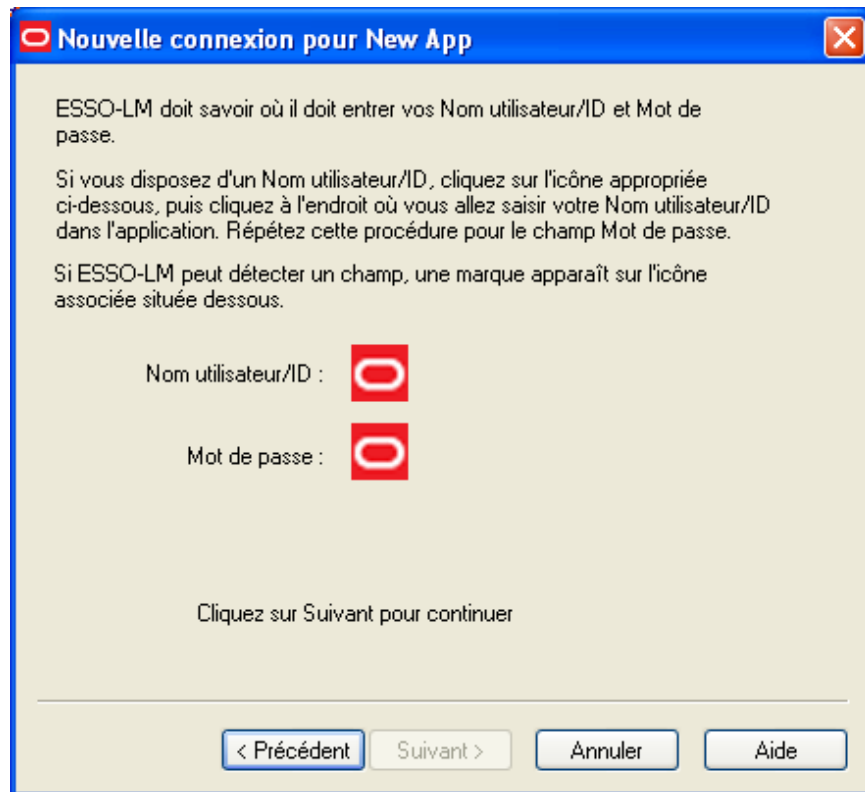 Nouvelle connexion pour New App
ESSO-LM doit savoir où il doit entrer vos Nom utilisateur/ID et Mot de
passe.
Si vous disposez d'un Nom utilisateur/ID, cliquez sur l'icône appropriée
ci-dessous, puis cliquez à l'endroit où vous allez saisir votre Nom utilisateur/ID
dans l'application. Répétez cette procédure pour le champ Mot de passe.
Si ESSO-LM peut détecter un champ, une marque apparaît sur l'icône
associée située dessous.
Nom utilisateur/ID :
Mot de passe :
Cliquez sur Suivant pour continuer
< Précédent Suivant > Annuler Aide